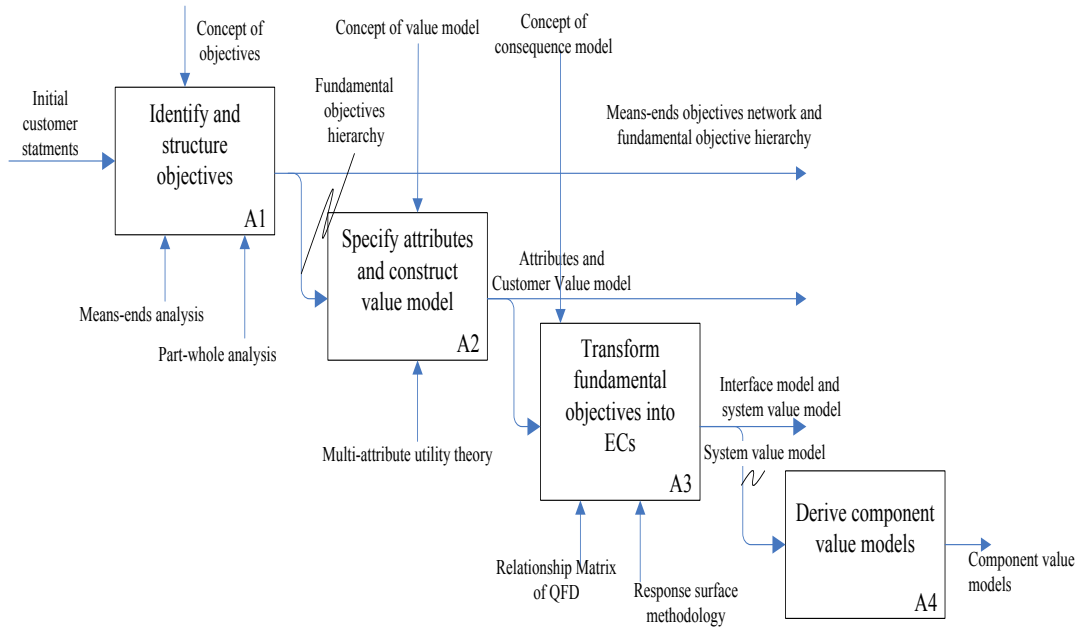 Concept of
objectives
Concept of value model
Concept of
consequence model
Initial
customer
statments
Identify and
structure
objectives
A1
Fundamental
objectives
hierarchy
Means-ends objectives network and
fundamental objective hierarchy
Means-ends analysis
Part-whole analysis
Specify attributes
and construct
value model
A2
Attributes and
Customer Value model
Multi-attribute utility theory
Transform
fundamental
objectives into
ECs
A3
Interface model and
system value model
System value model
Relationship Matrix
of QFD
Response surface
methodology
Derive component
value models
A4
Component value
models